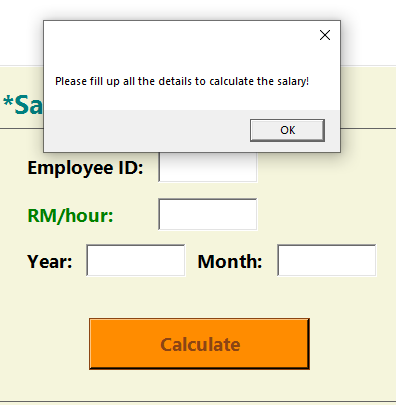 Please fill up all the details to calculate the salary!
OK
*Sa
Employee ID:
RM/hour:
Year: Month:
Calculate